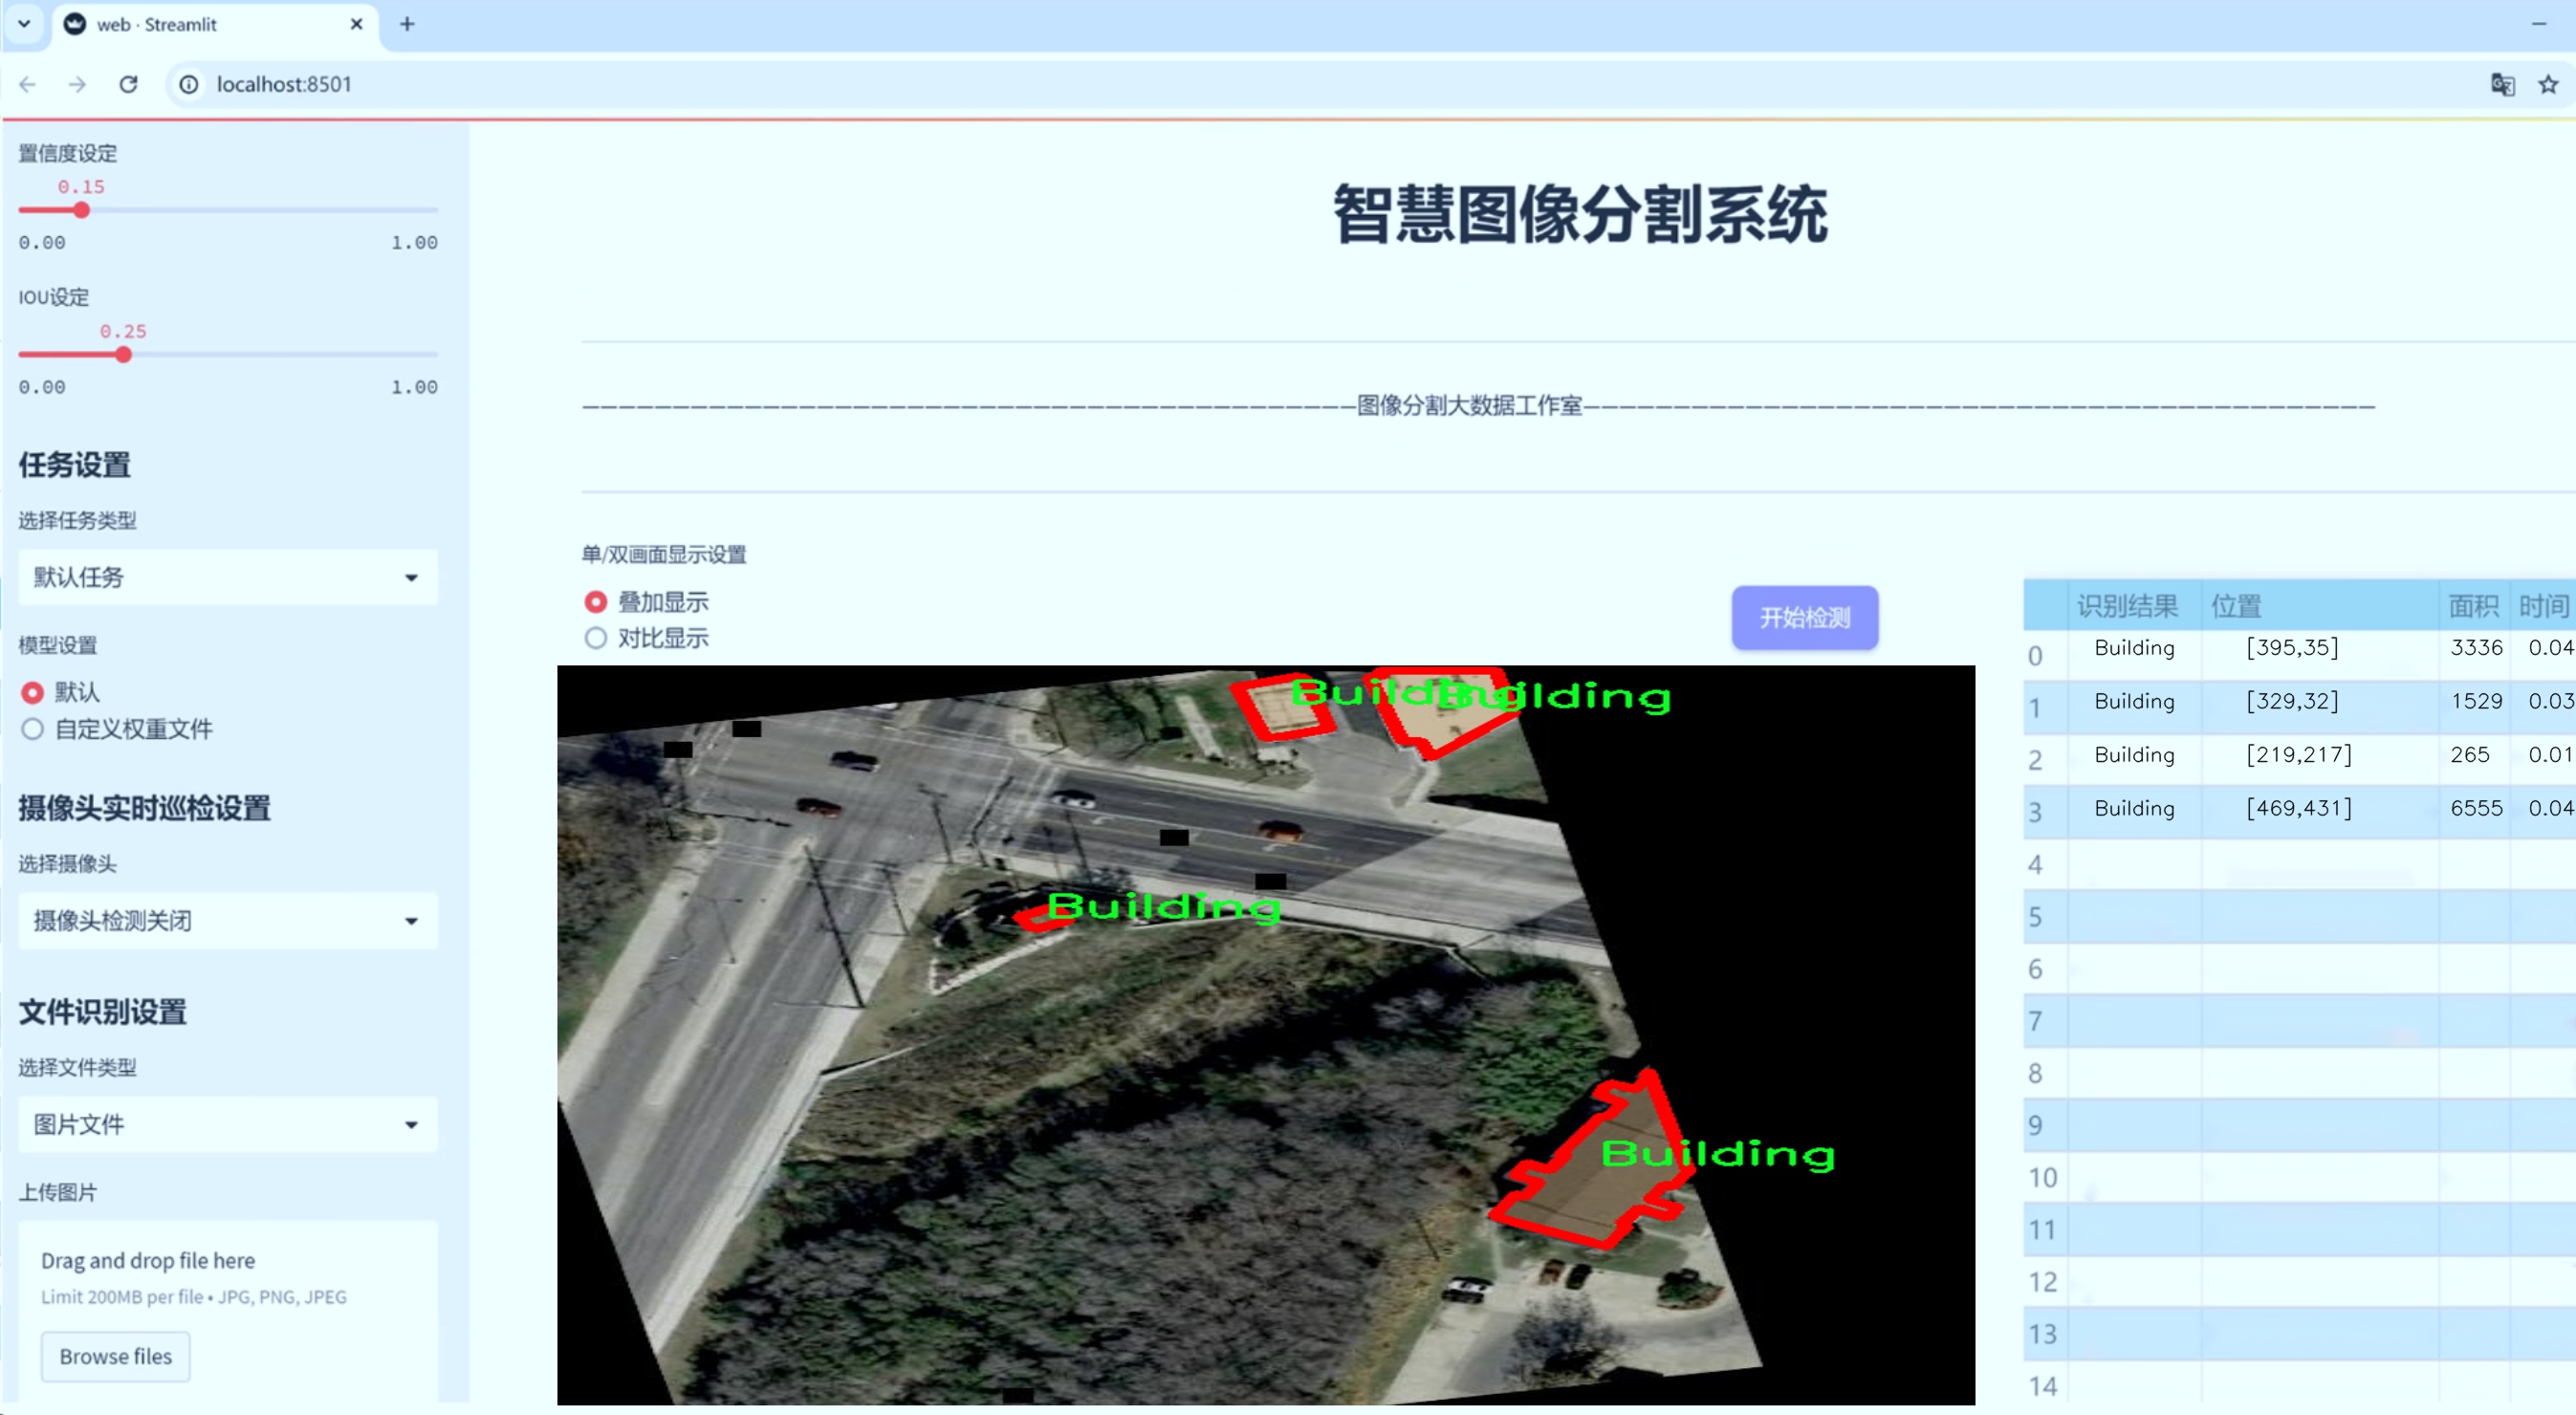 web · Streamlit
localhost:8501
置信度设定
0.15
0.00 1.00
IOU设定
0.25
0.00 1.00
任务设置
选择任务类型
默认任务
模型设置
默认
自定义权重文件
摄像头实时巡检设置
选择摄像头
摄像头检测关闭
文件识别设置
选择文件类型
图片文件
上传图片
Drag and drop file here
Limit 200MB per file • JPG, PNG, JPEG
Browse files
智慧图像分割系统
———————————————————————————————————————————图像分割大数据工作室————————————————————————————————————————————
单/双画面显示设置
叠加显示
对比显示
开始检测
Building
Building
Building
Building
识别结果 位置 面积 时间
0 Building [395,35] 3336 0.04
1 Building [329,32] 1529 0.03
2 Building [219,217] 265 0.01
3 Building [469,431] 6555 0.04
4
5
6
7
8
9
10
11
12
13
14